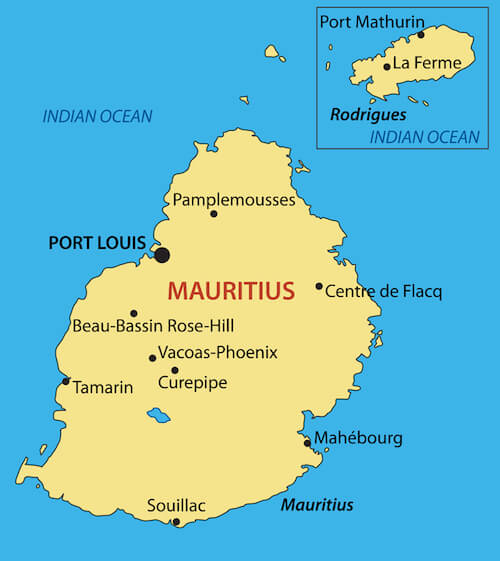 Port Mathurin
La Ferme
Rodrigues
INDIAN OCEAN
INDIAN OCEAN
Pamplemousses
PORT LOUIS
MAURITIUS
Centre de Flacq
Beau-Bassin Rose-Hill
Vacoas-Phoenix
Curepipe
Tamarin
Mahébourg
Souillac
Mauritius